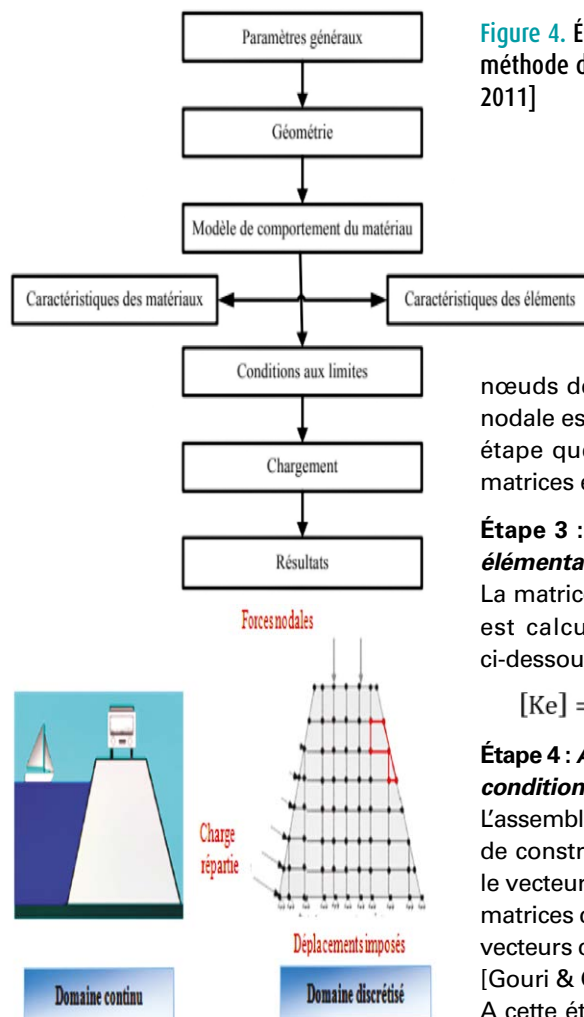 Paramètres généraux
Géométrie
Modèle de comportement du matériau
Caractéristiques des matériaux
Caractéristiques des éléments
Conditions aux limites
Chargement
Résultats
Forces nodales
Charge
répartie
Déplacements imposés
Domaine continu
Domaine discrétisé
Figure 4. É
méthode d
2011]
nœuds de
nodale es
étape que
matrices é
Étape 3 :
élémenta
La matric
est calcu
ci-dessou
[Ke] =
Étape 4 : A
condition
L'assembl
de constr
le vecteur
matrices d
vecteurs d
[Gouri & C
A cette ét